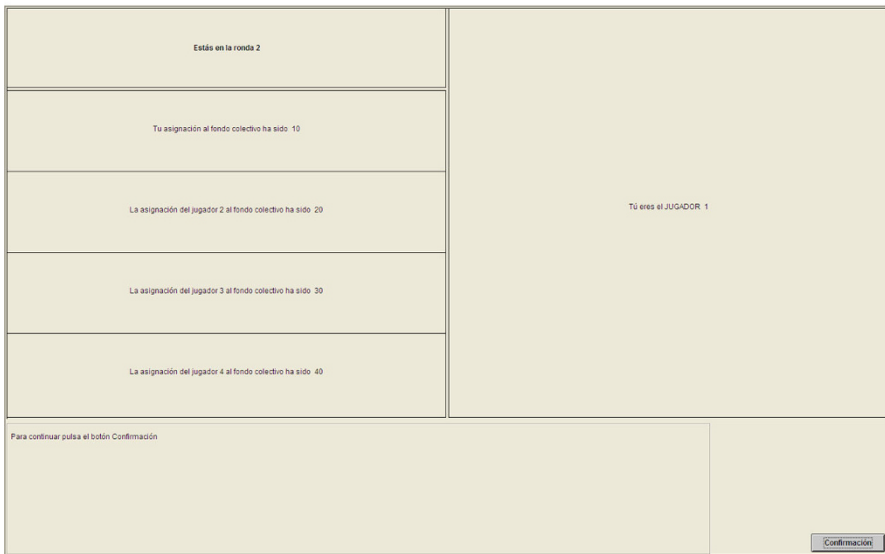 Estás en la ronda 2
Tu asignación al fondo colectivo ha sido 10
La asignación del jugador 2 al fondo colectivo ha sido 20
La asignación del jugador 3 al fondo colectivo ha sido 30
La asignación del jugador 4 al fondo colectivo ha sido 40
Tú eres el JUGADOR 1
Para continuar pulsa el botón Confirmación
Confirmación